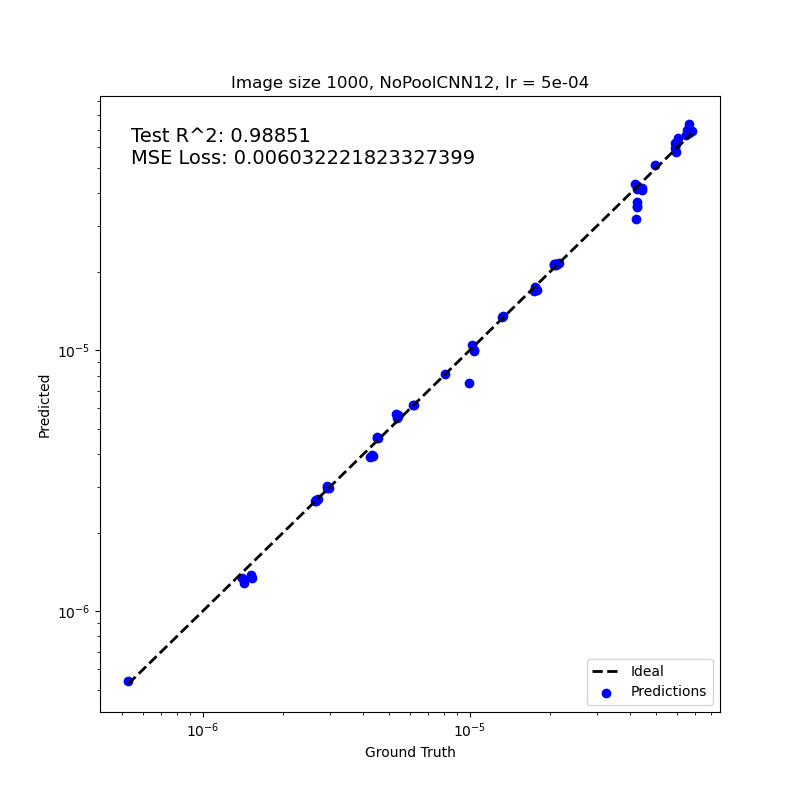 Image size 1000, NoPoolCNN12, lr = 5e-04
Test R^2: 0.98851
MSE Loss: 0.006032221823327399
Predicted
10⁻⁵
10⁻⁶
Ideal
Predictions
10⁻⁶
10⁻⁵
Ground Truth